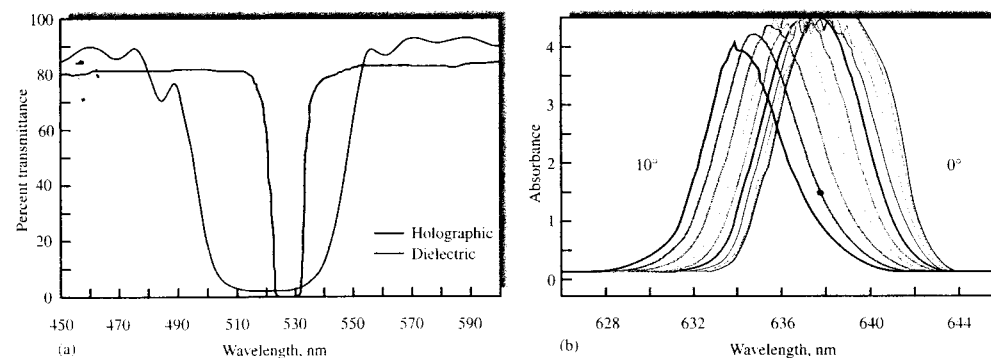 100
80
60
40
20
0
Percent transmittance
Holographic
Dielectric
450 470 490 510 530 550 570 590
(a) Wavelength, nm
4
3
2
1
0
Absorbance
10° 0°
628 632 636 640 644
(b) Wavelength, nm